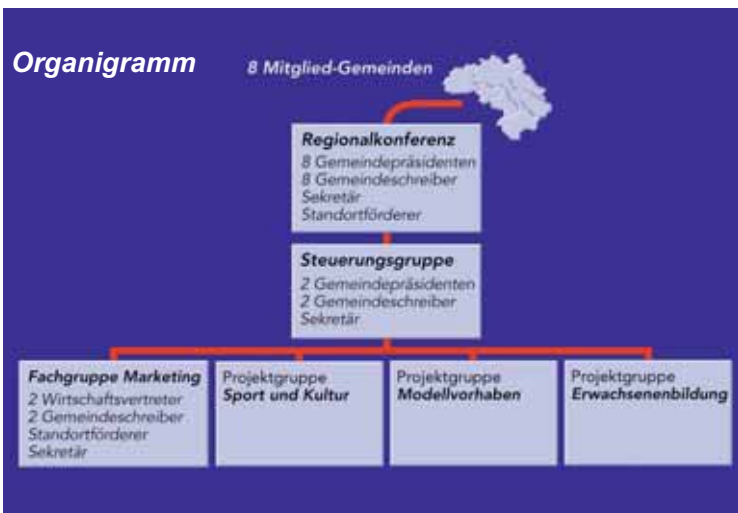 Organigramm
8 Mitglied-Gemeinden
Regionalkonferenz
8 Gemeindepräsidenten
8 Gemeindeschreiber
Sekretär
Standortförderer
Steuerungsgruppe
2 Gemeindepräsidenten
2 Gemeindeschreiber
Sekretär
Fachgruppe Marketing
2 Wirtschaftsvertreter
2 Gemeindeschreiber
Standortförderer
Sekretär
Projektgruppe
Sport und Kultur
Projektgruppe
Modellvorhaben
Projektgruppe
Erwachsenenbildung